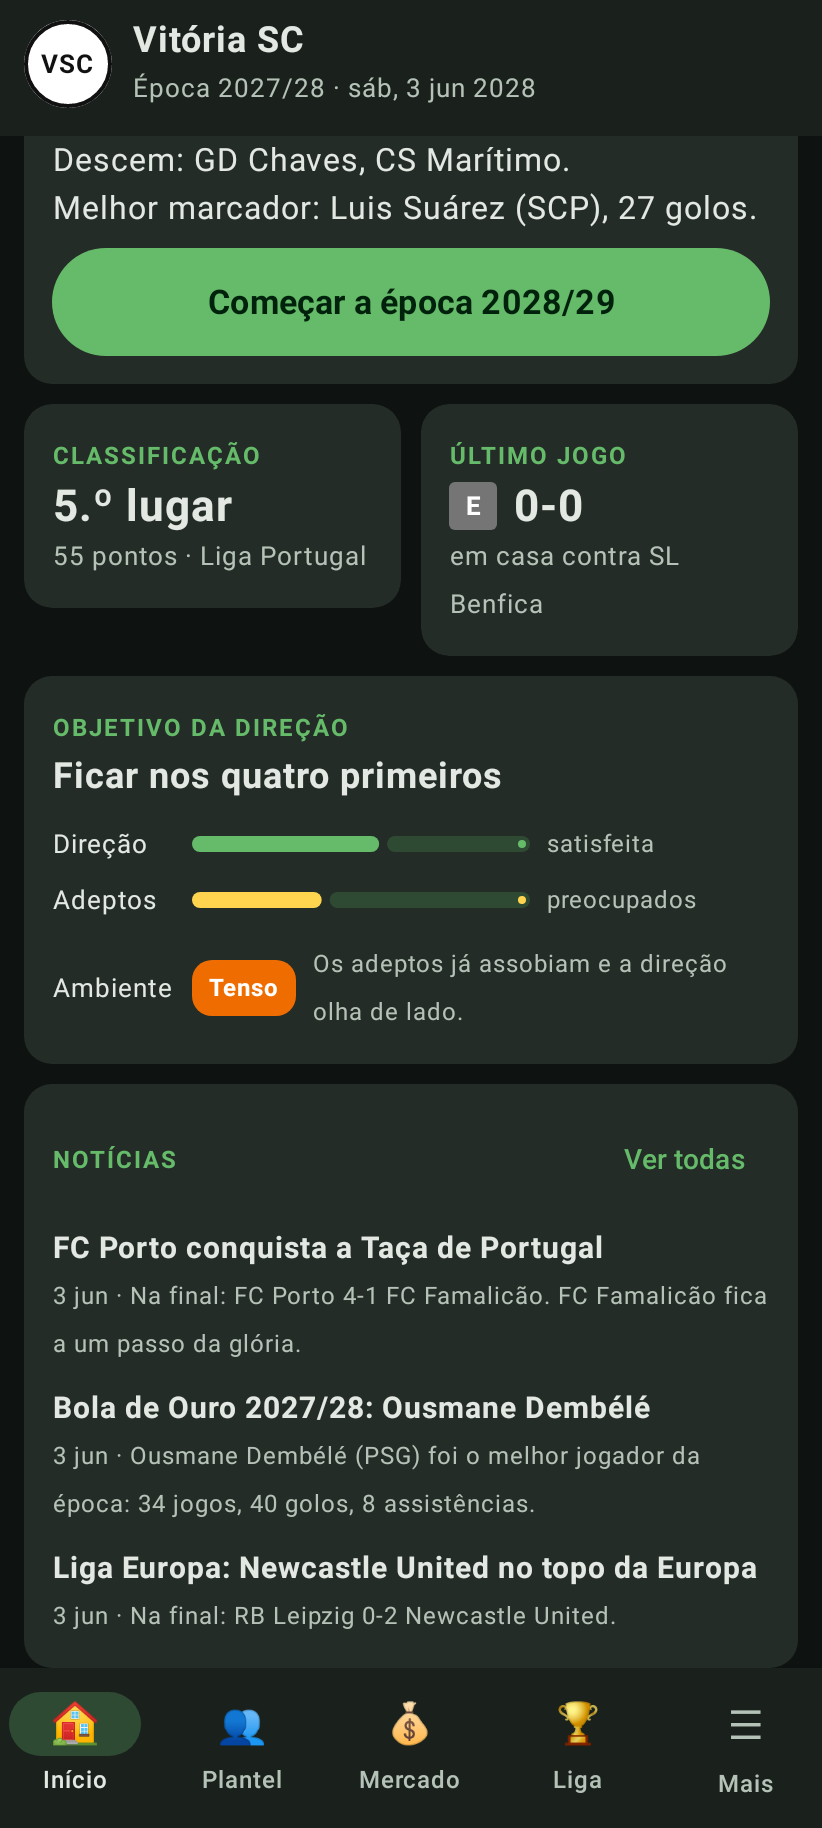 VSC
Vitória SC
Época 2027/28 · sáb, 3 jun 2028
Descem: GD Chaves, CS Marítimo.
Melhor marcador: Luis Suárez (SCP), 27 golos.
Começar a época 2028/29
CLASSIFICAÇÃO
5.º lugar
55 pontos · Liga Portugal
ÚLTIMO JOGO
E 0-0
em casa contra SL
Benfica
OBJETIVO DA DIREÇÃO
Ficar nos quatro primeiros
Direção satisfeita
Adeptos preocupados
Ambiente Tenso Os adeptos já assobiam e a direção
olha de lado.
NOTÍCIAS Ver todas
FC Porto conquista a Taça de Portugal
3 jun · Na final: FC Porto 4-1 FC Famalicão. FC Famalicão fica
a um passo da glória.
Bola de Ouro 2027/28: Ousmane Dembélé
3 jun · Ousmane Dembélé (PSG) foi o melhor jogador da
época: 34 jogos, 40 golos, 8 assistências.
Liga Europa: Newcastle United no topo da Europa
3 jun · Na final: RB Leipzig 0-2 Newcastle United.
Início Plantel Mercado Liga Mais